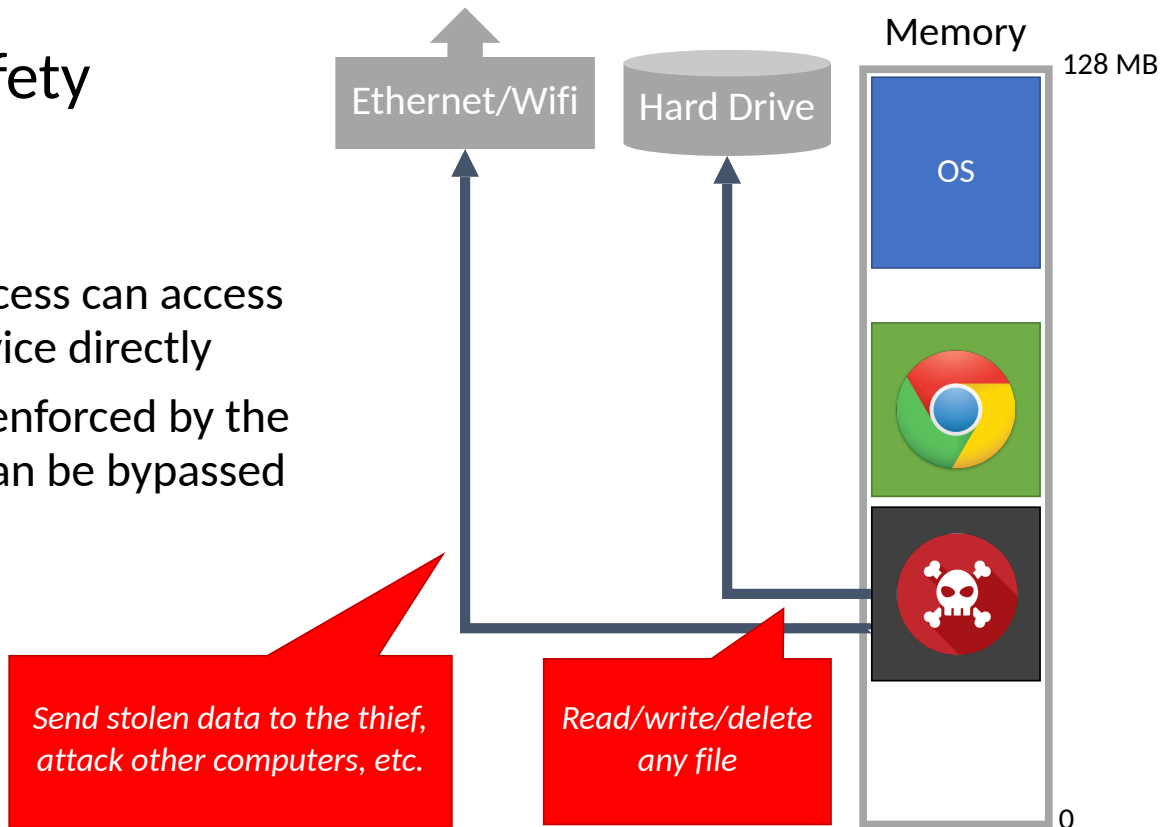 fety
cess can access
vice directly
enforced by the
an be bypassed
Ethernet/Wifi
Hard Drive
Memory
128 MB
OS
Send stolen data to the thief,
attack other computers, etc.
Read/write/delete
any file
0